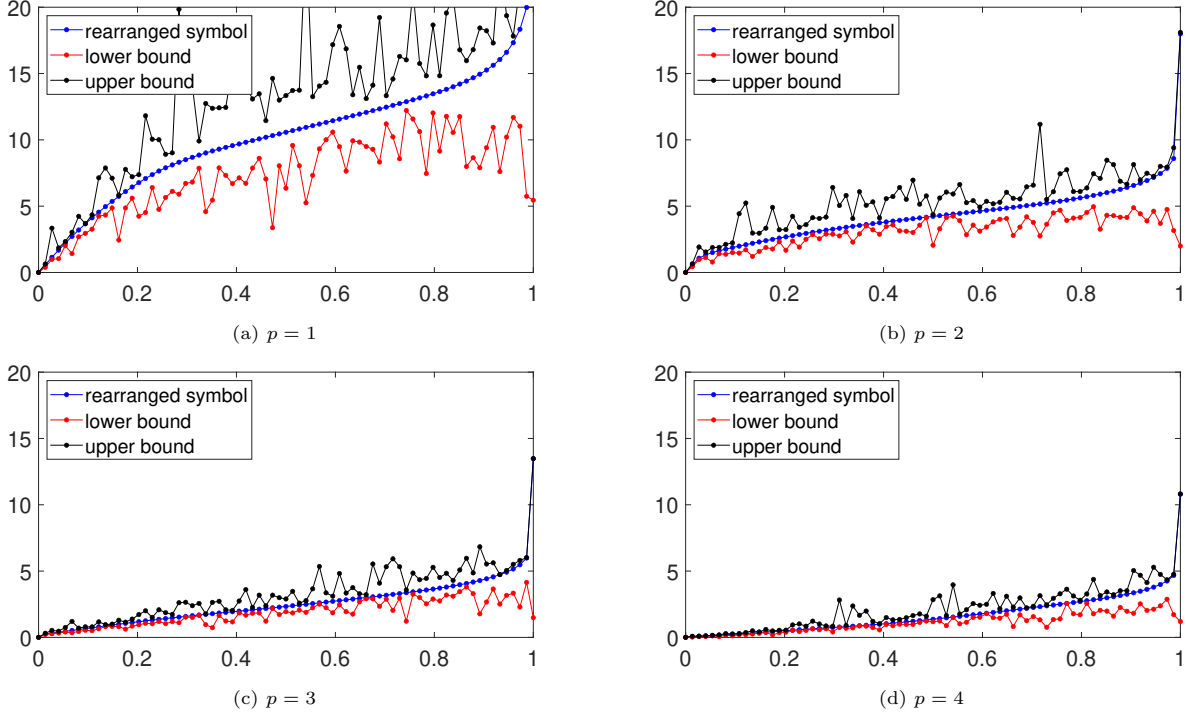 20
15
10
5
0
rearranged symbol
lower bound
upper bound
0 0.2 0.4 0.6 0.8 1
(a) p = 1
20
15
10
5
0
rearranged symbol
lower bound
upper bound
0 0.2 0.4 0.6 0.8 1
(b) p = 2
20
15
10
5
0
rearranged symbol
lower bound
upper bound
0 0.2 0.4 0.6 0.8 1
(c) p = 3
20
15
10
5
0
rearranged symbol
lower bound
upper bound
0 0.2 0.4 0.6 0.8 1
(d) p = 4